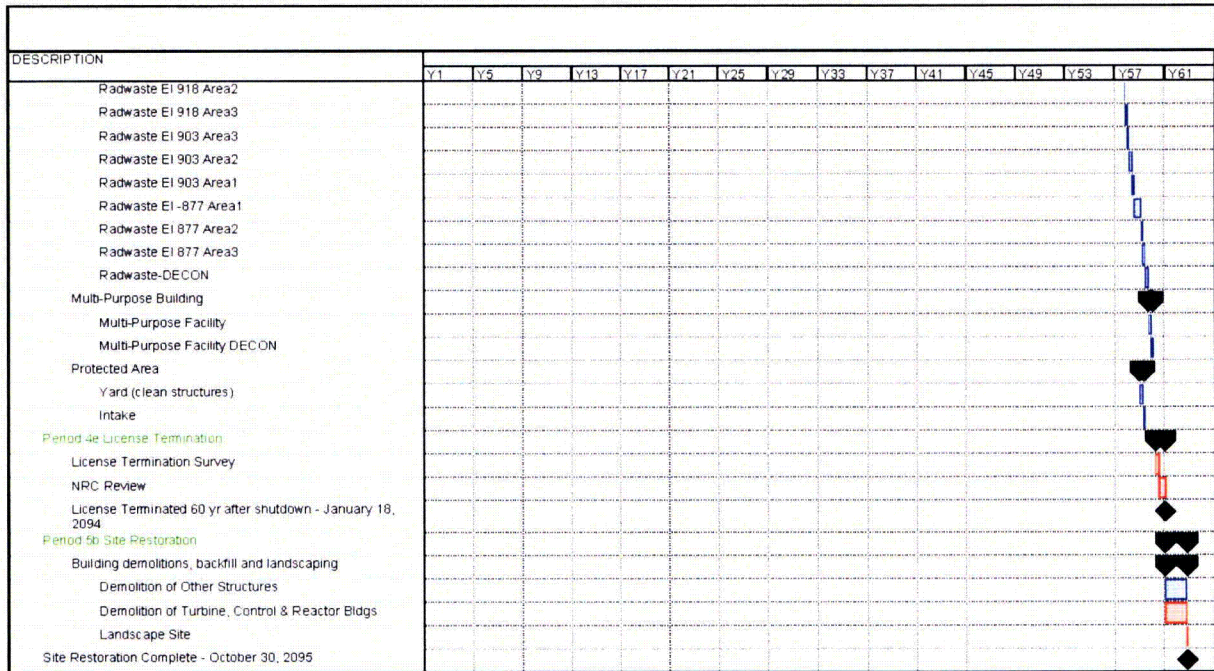 DESCRIPTION
Y1 Y5 Y9 Y13 Y17 Y21 Y25 Y29 Y33 Y37 Y41 Y45 Y49 Y53 Y57 Y61
Radwaste El 918 Area2
Radwaste El 918 Area3
Radwaste El 903 Area3
Radwaste El 903 Area2
Radwaste El 903 Area1
Radwaste El -877 Area1
Radwaste El 877 Area2
Radwaste El 877 Area3
Radwaste-DECON
Multi-Purpose Building
Multi-Purpose Facility
Multi-Purpose Facility DECON
Protected Area
Yard (clean structures)
Intake
Period 4e License Termination
License Termination Survey
NRC Review
License Terminated 60 yr after shutdown - January 18,
2094
Period 5b Site Restoration
Building demolitions, backfill and landscaping
Demolition of Other Structures
Demolition of Turbine, Control & Reactor Bldgs
Landscape Site
Site Restoration Complete - October 30, 2095